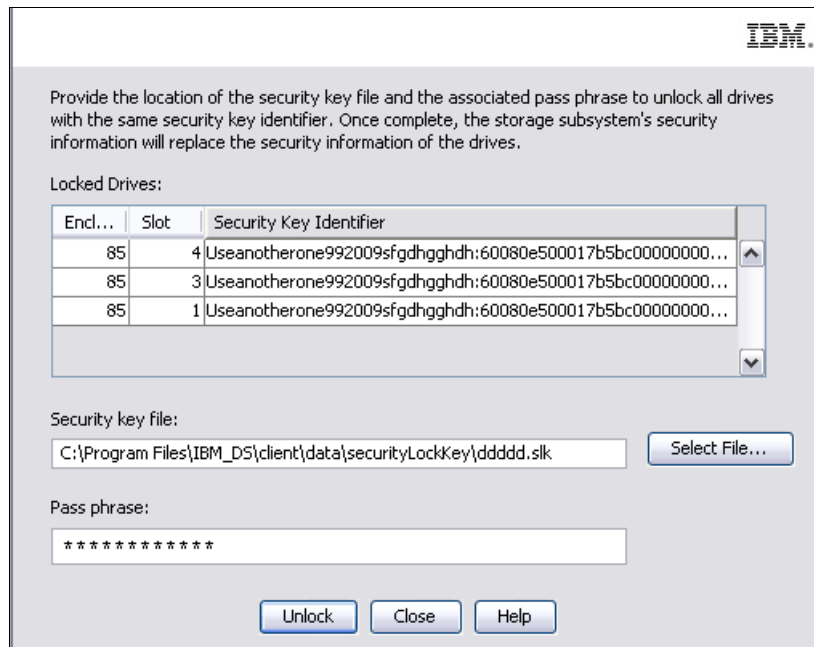 IBM.
Provide the location of the security key file and the associated pass phrase to unlock all drives
with the same security key identifier. Once complete, the storage subsystem's security
information will replace the security information of the drives.
Locked Drives:
Encl... Slot Security Key Identifier
85 4 Useanotherone992009sfgdhgghdh:60080e500017b5bc00000000...
85 3 Useanotherone992009sfgdhgghdh:60080e500017b5bc00000000...
85 1 Useanotherone992009sfgdhgghdh:60080e500017b5bc00000000...
Security key file:
C:\Program Files\IBM_DS\client\data\securityLockKey\ddddd.slk Select File...
Pass phrase:
************
Unlock Close Help